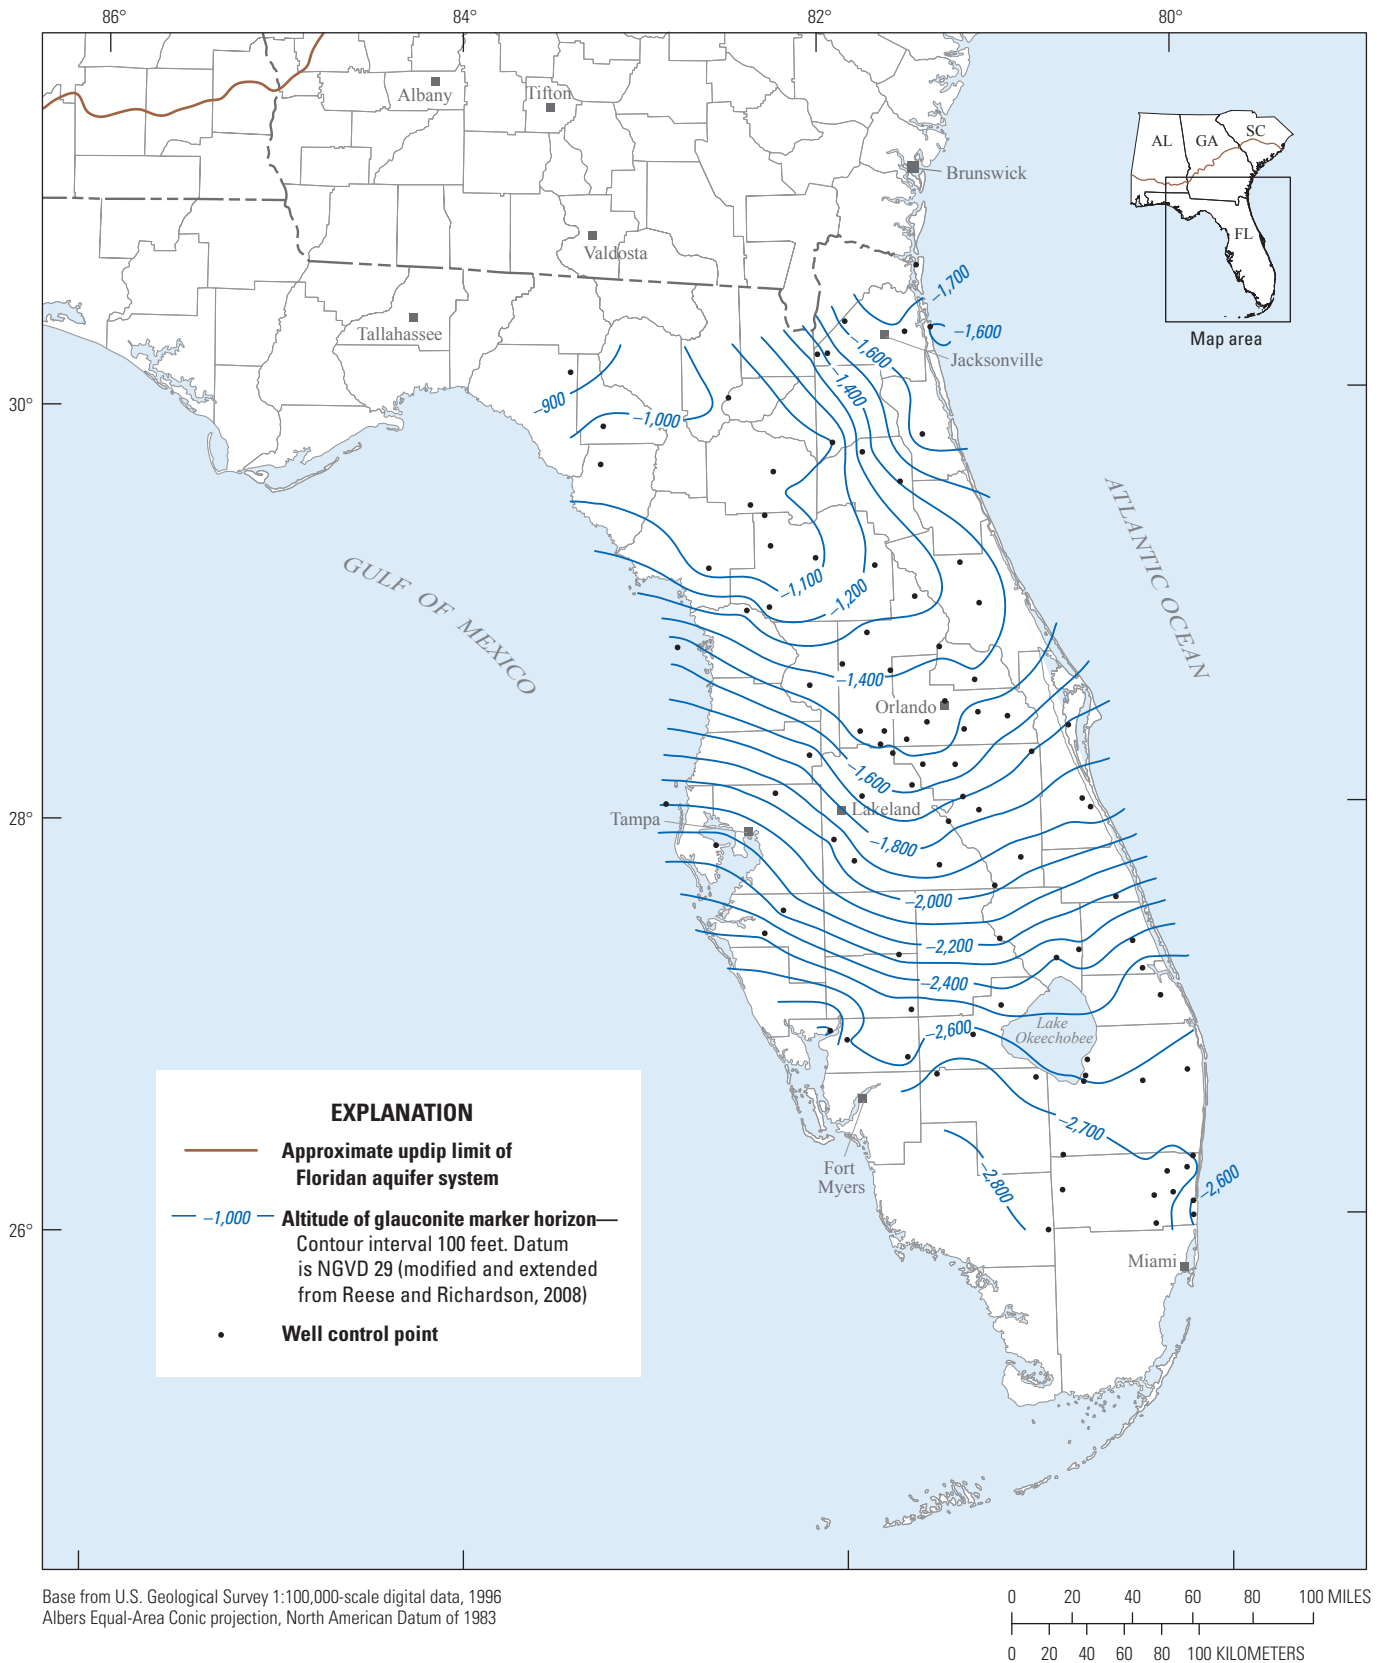 86°
84°
82°
80°
Albany
Tifton
Brunswick
AL
GA
SC
FL
Map area
Valdosta
Tallahassee
–1,700
–1,600
Jacksonville
–1,600
–1,400
30°
–900
–1,000
ATLANTIC OCEAN
GULF OF MEXICO
–1,100
–1,200
–1,400
Orlando
–1,600
28°
Tampa
Lakeland
–1,800
–2,000
–2,200
–2,400
–2,600
Lake
Okeechobee
–2,700
Fort
Myers
–2,800
–2,600
26°
Miami
EXPLANATION
Approximate updip limit of
Floridan aquifer system
–1,000
Altitude of glauconite marker horizon—
Contour interval 100 feet. Datum
is NGVD 29 (modified and extended
from Reese and Richardson, 2008)
Well control point
Base from U.S. Geological Survey 1:100,000-scale digital data, 1996
Albers Equal-Area Conic projection, North American Datum of 1983
0 20 40 60 80 100 MILES
0 20 40 60 80 100 KILOMETERS